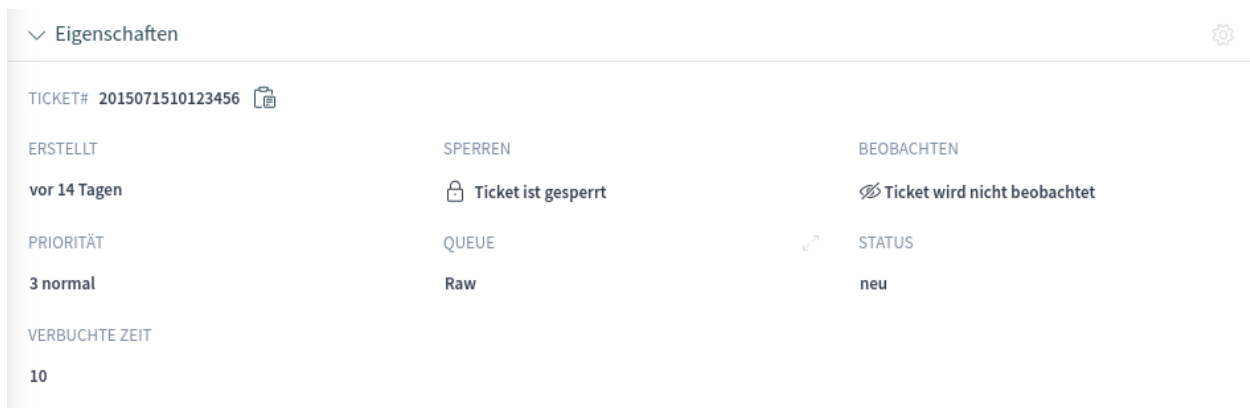 Eigenschaften
TICKET# 2015071510123456
ERSTELLT SPERREN BEOBACHTEN
vor 14 Tagen Ticket ist gesperrt Ticket wird nicht beobachtet
PRIORITÄT QUEUE STATUS
3 normal Raw neu
VERBUCHTE ZEIT
10